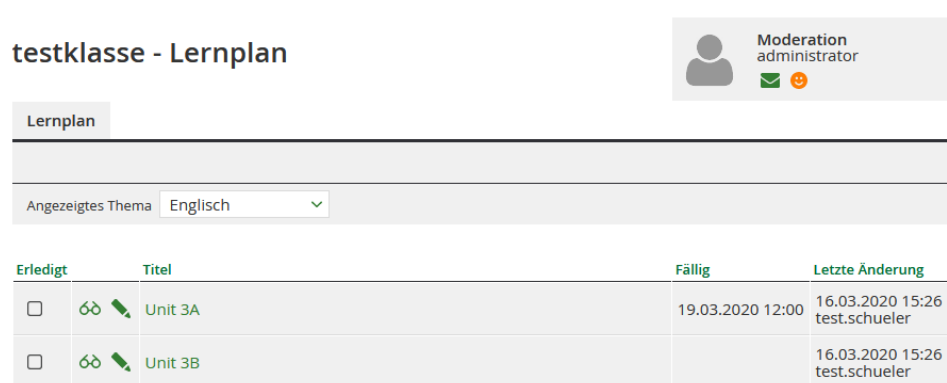 testklasse - Lernplan
Moderation
administrator
Lernplan
Angezeigtes Thema Englisch
Erledigt Titel Fällig Letzte Änderung
Unit 3A 19.03.2020 12:00 16.03.2020 15:26
test.schueler
Unit 3B 16.03.2020 15:26
test.schueler